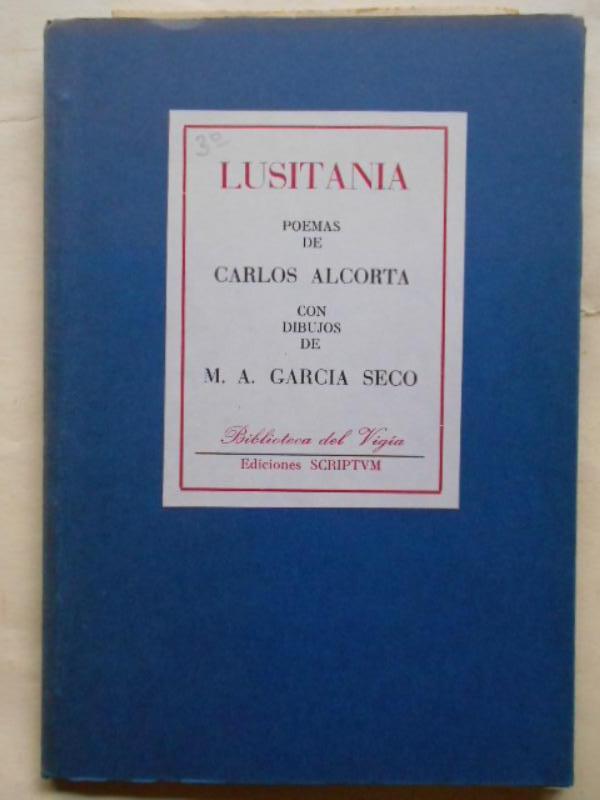 3º
LUSITANIA
POEMAS
DE
CARLOS ALCORTA
CON
DIBUJOS
DE
M. A. GARCIA SECO
Biblioteca del Vigía
Ediciones SCRIPTVM